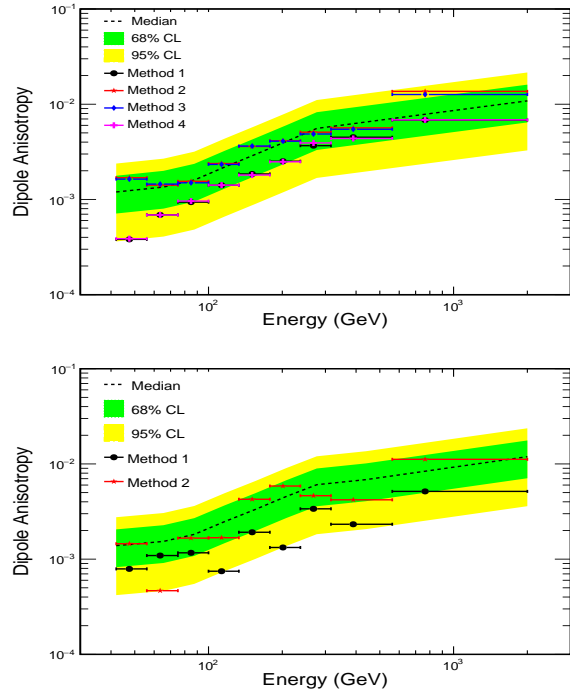 10⁻¹
Median
68% CL
95% CL
Method 1
Method 2
Method 3
Method 4
10⁻²
10⁻³
10⁻⁴
Dipole Anisotropy
10²
10³
Energy (GeV)
10⁻¹
Median
68% CL
95% CL
Method 1
Method 2
10⁻²
10⁻³
10⁻⁴
Dipole Anisotropy
10²
10³
Energy (GeV)